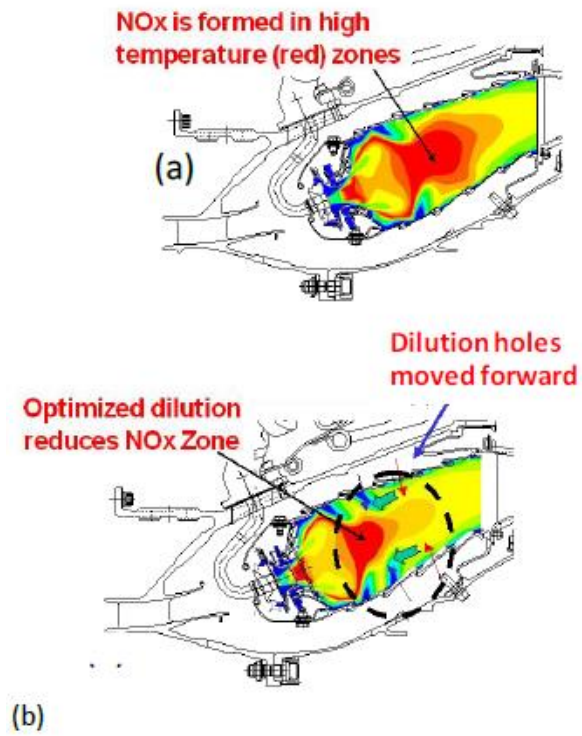 NOx is formed in high
temperature (red) zones
(a)
Dilution holes
moved forward
Optimized dilution
reduces NOx Zone
(b)